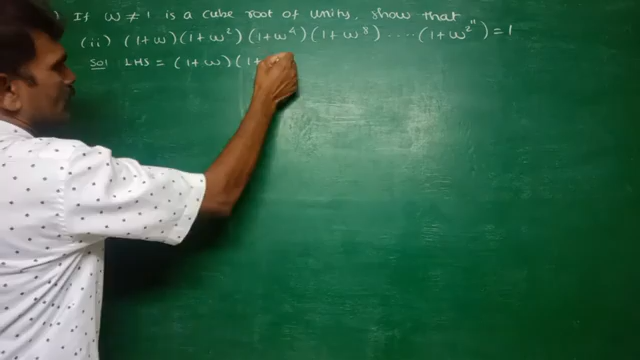 ) If ω ≠ 1 is a cube root of unity, show that
(ii) (1+ω)(1+ω²)(1+ω⁴)(1+ω⁸) .... (1+ω^2^11) = 1
Sol LHS = (1+ω)(1+